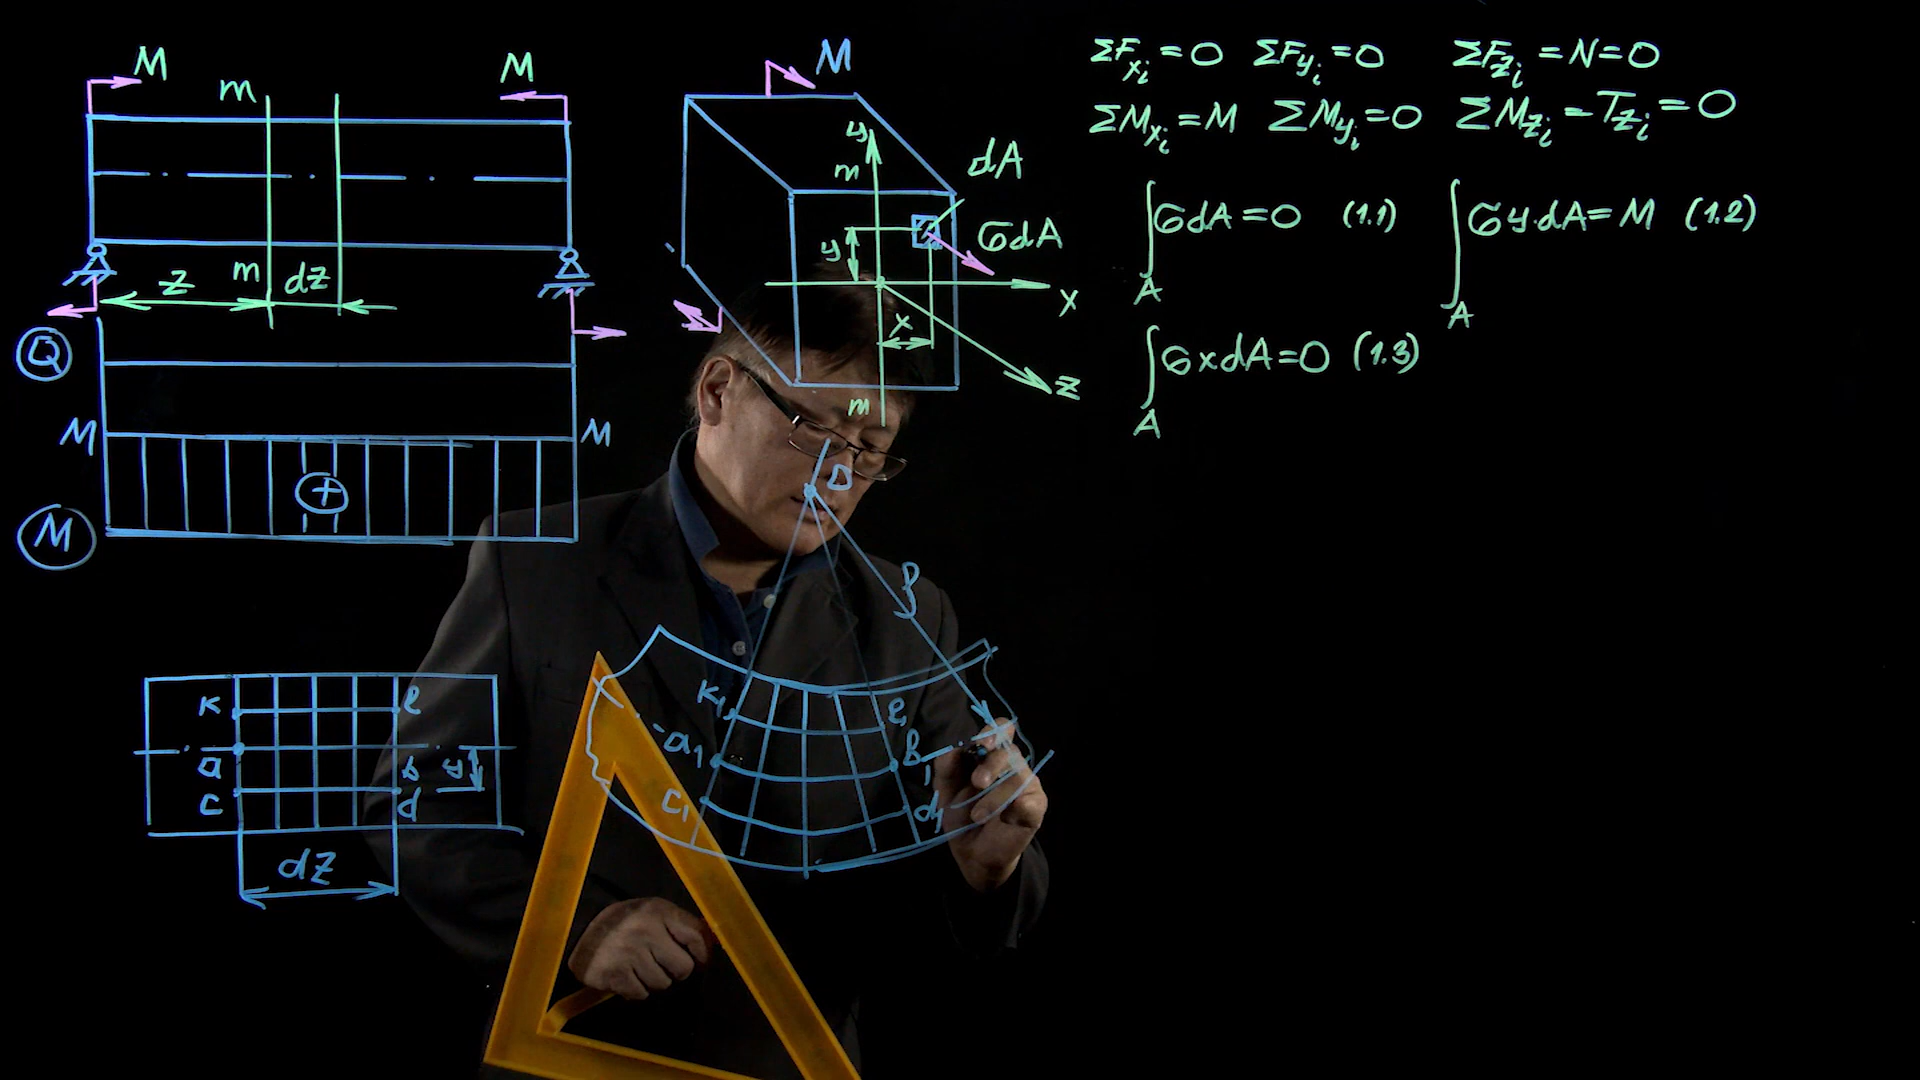 M M
m
m
z dz
Q
M M
+
M
M
y
m
dA
y
σdA
x
x
z
m
ΣFxi = 0 ΣFyi = 0 ΣFzi = N = 0
ΣMxi = M ΣMyi = 0 ΣMzi = Tzi = 0
∫A σdA = 0 (1.1) ∫A σy·dA = M (1.2)
∫A σxdA = 0 (1.3)
ρ
K e
a b y
c d
dz
K₁ e₁
a₁ B₁
c₁ d₁